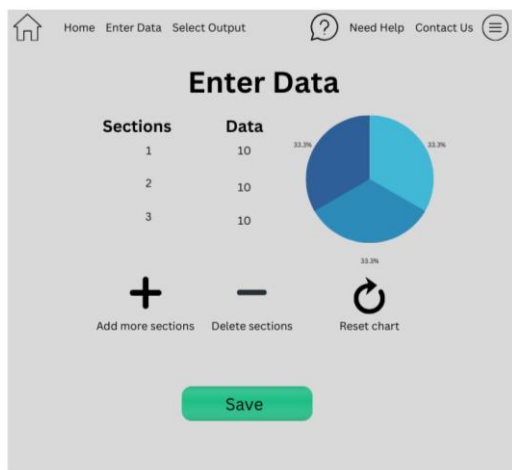 Home Enter Data Select Output ? Need Help Contact Us
Enter Data
Sections Data
1 10
2 10
3 10
33.3% 33.3%
33.3%
Add more sections Delete sections Reset chart
Save